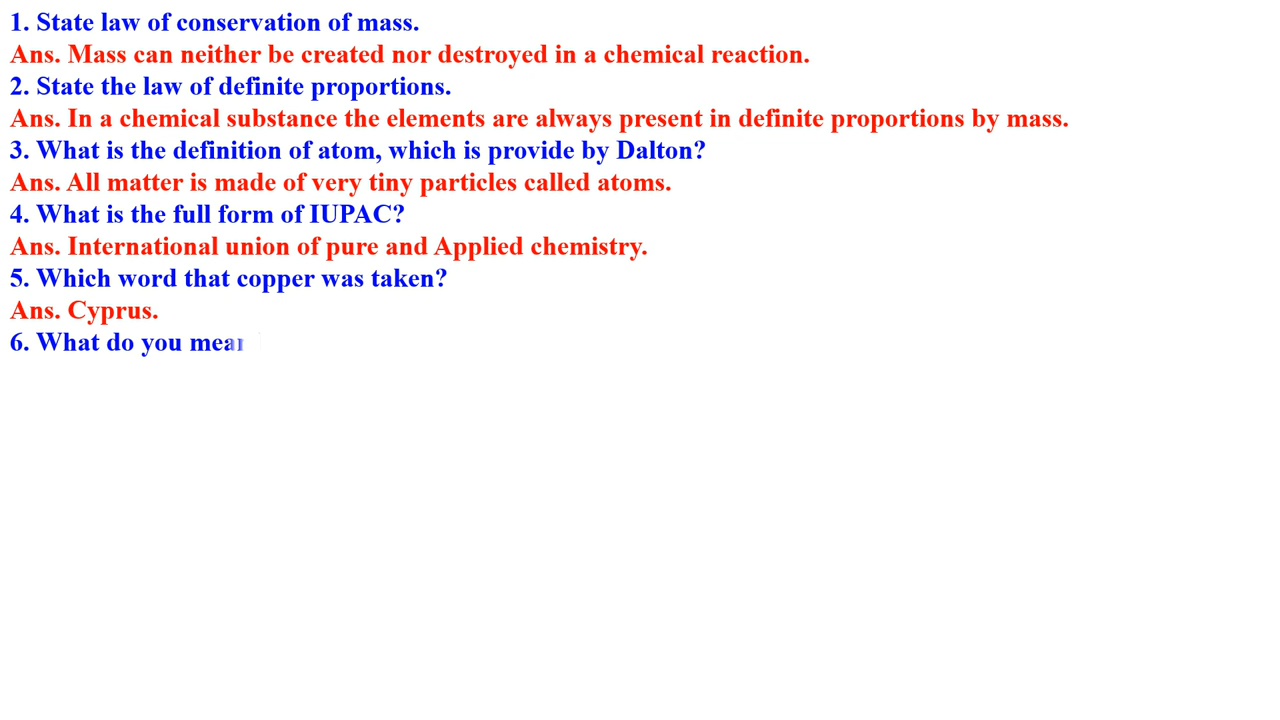 1. State law of conservation of mass.
Ans. Mass can neither be created nor destroyed in a chemical reaction.
2. State the law of definite proportions.
Ans. In a chemical substance the elements are always present in definite proportions by mass.
3. What is the definition of atom, which is provide by Dalton?
Ans. All matter is made of very tiny particles called atoms.
4. What is the full form of IUPAC?
Ans. International union of pure and Applied chemistry.
5. Which word that copper was taken?
Ans. Cyprus.
6. What do you mean